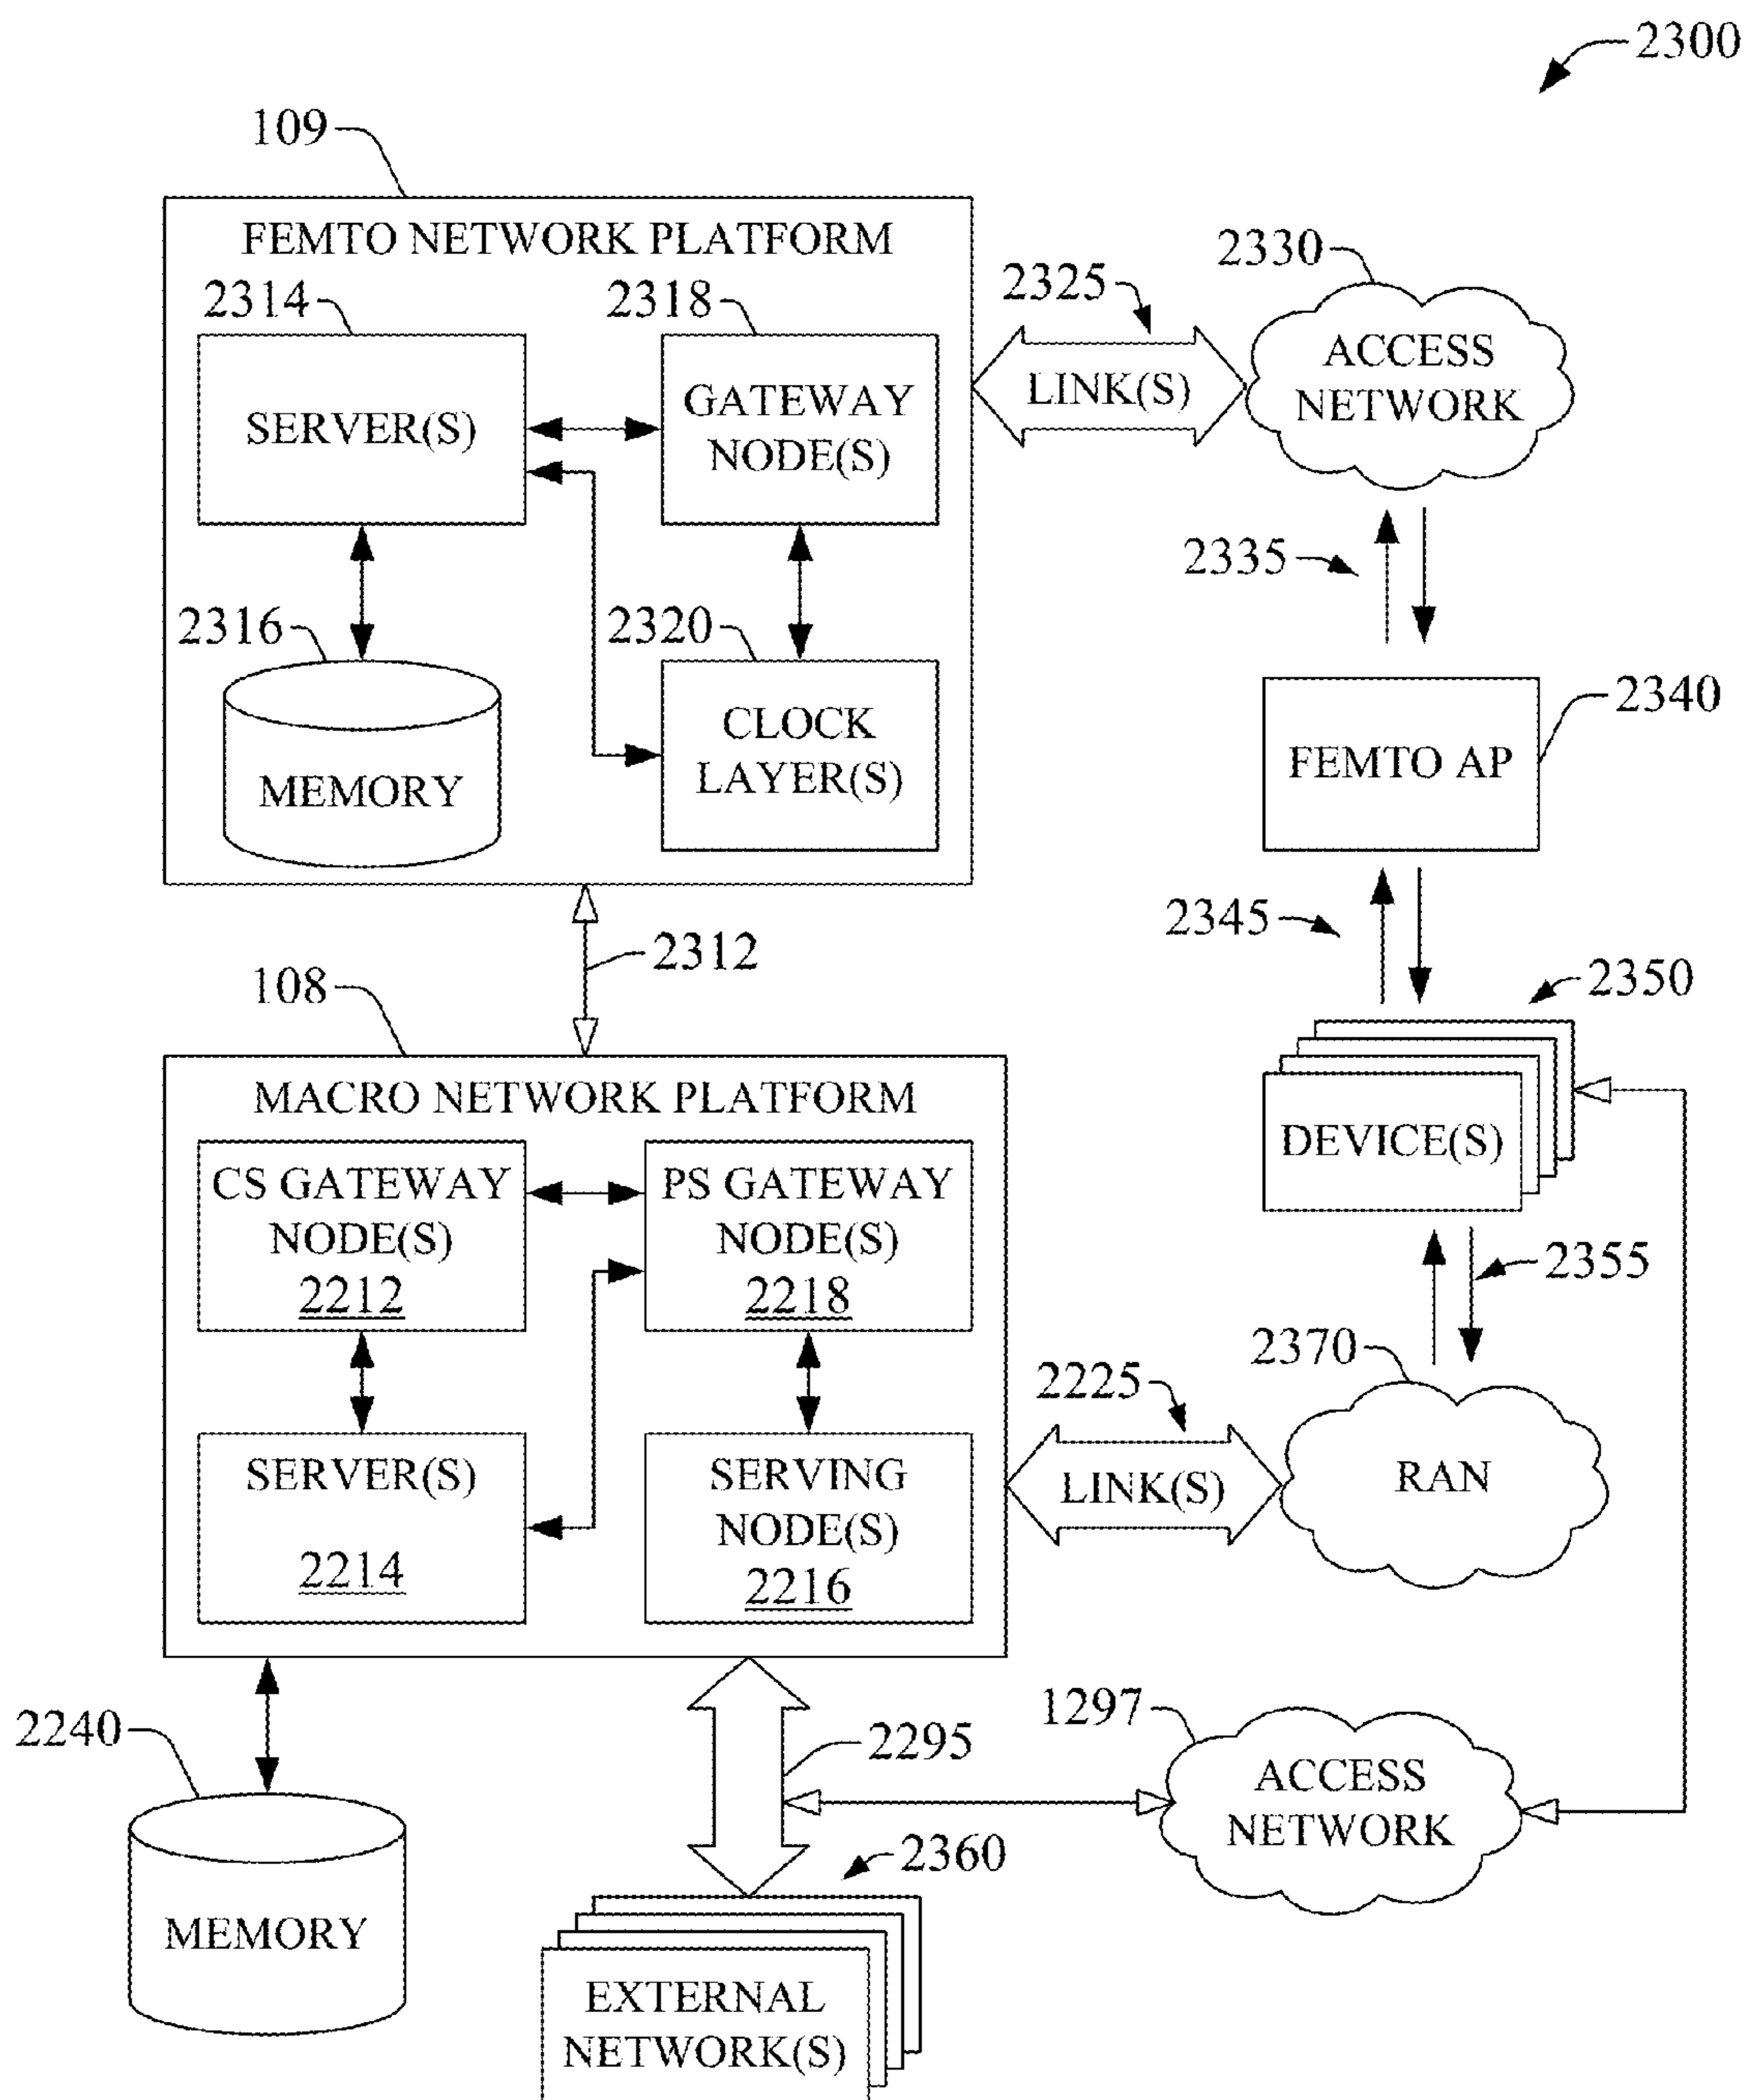 2300
109
FEMTO NETWORK PLATFORM
2314
2318
2325
2330
SERVER(S)
GATEWAY
NODE(S)
LINK(S)
ACCESS
NETWORK
2335
2316
2320
MEMORY
CLOCK
LAYER(S)
2340
FEMTO AP
2345
2312
108
2350
MACRO NETWORK PLATFORM
DEVICE(S)
CS GATEWAY
NODE(S)
2212
PS GATEWAY
NODE(S)
2218
2355
2370
2225
SERVER(S)
2214
SERVING
NODE(S)
2216
LINK(S)
RAN
2240
2295
1297
ACCESS
NETWORK
2360
MEMORY
EXTERNAL
NETWORK(S)